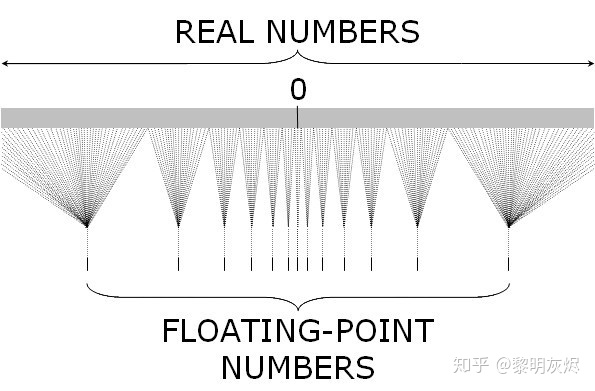 REAL NUMBERS
0
FLOATING-POINT
NUMBERS
知乎 @黎明灰烬